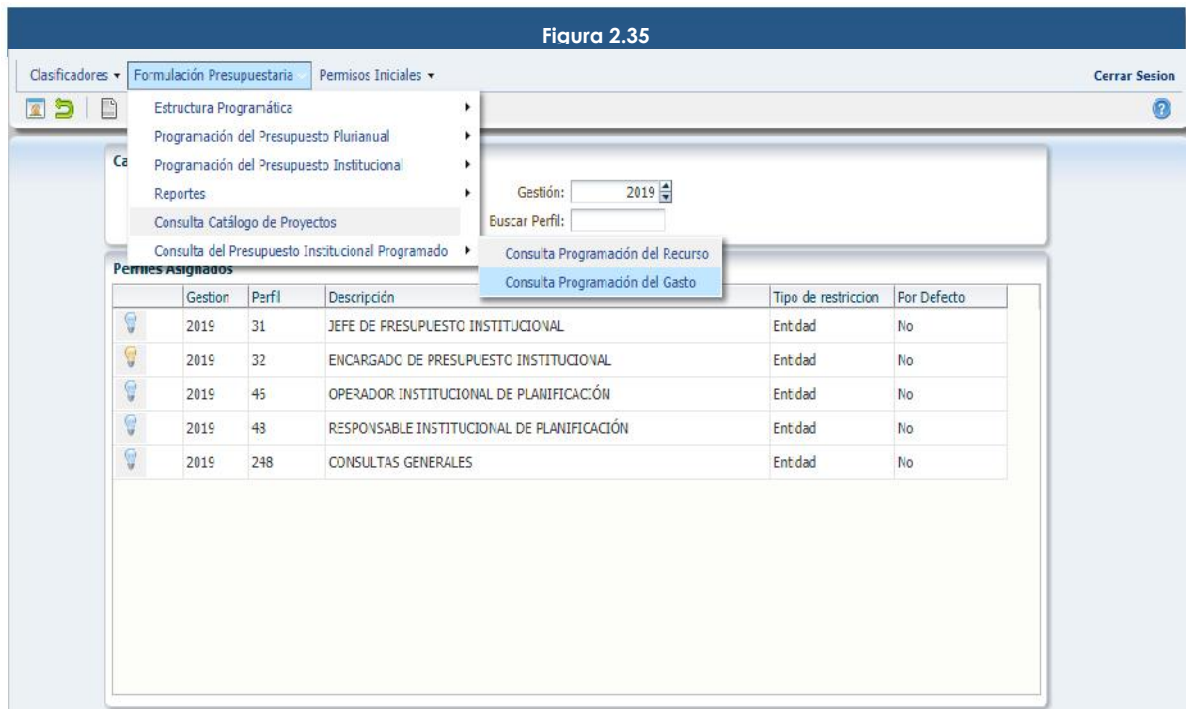 Figura 2.35
Clasificadores Formulación Presupuestaria Permisos Iniciales Cerrar Sesion
Estructura Programática
Programación del Presupuesto Plurianual
Programación del Presupuesto Institucional
Reportes
Consulta Catálogo de Proyectos
Consulta del Presupuesto Institucional Programado
Consulta Programación del Recurso
Consulta Programación del Gasto
Ca
Gestión: 2019
Buscar Perfil:
Perfiles Asignados
Gestion Perfil Descripción Tipo de restriccion Por Defecto
2019 31 JEFE DE PRESUPUESTO INSTITUCIONAL Entidad No
2019 32 ENCARGADO DE PRESUPUESTO INSTITUCIONAL Entidad No
2019 45 OPERADOR INSTITUCIONAL DE PLANIFICACIÓN Entidad No
2019 43 RESPONSABLE INSTITUCIONAL DE PLANIFICACIÓN Entidad No
2019 248 CONSULTAS GENERALES Entidad No